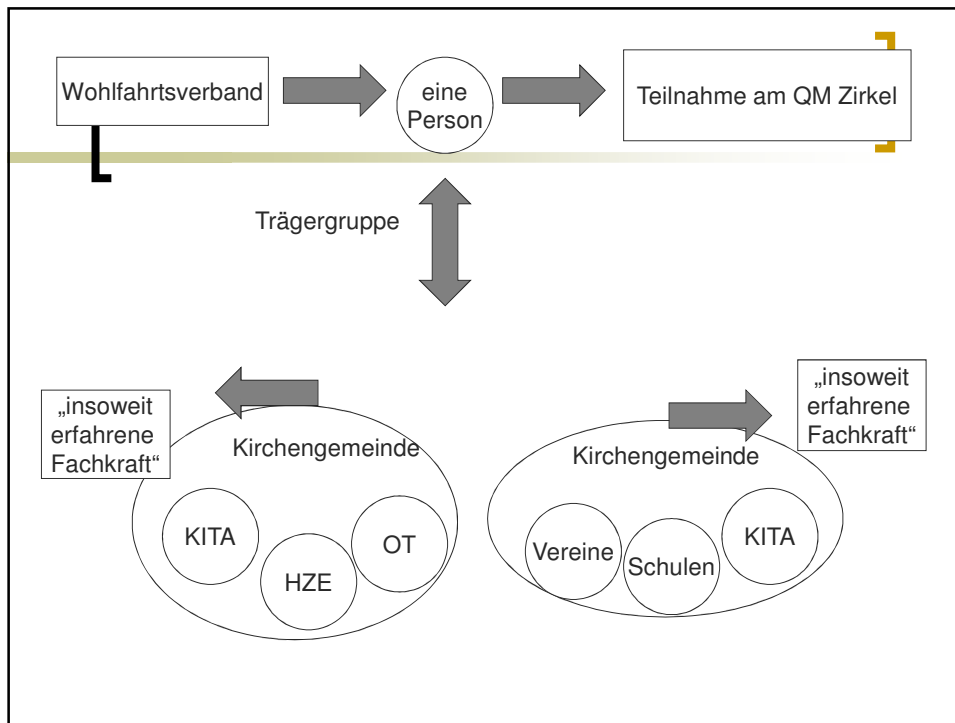 Wohlfahrtsverband
eine
Person
Teilnahme am QM Zirkel
Trägergruppe
„insoweit
erfahrene
Fachkraft“
Kirchengemeinde
KITA
HZE
OT
„insoweit
erfahrene
Fachkraft“
Kirchengemeinde
Vereine
Schulen
KITA